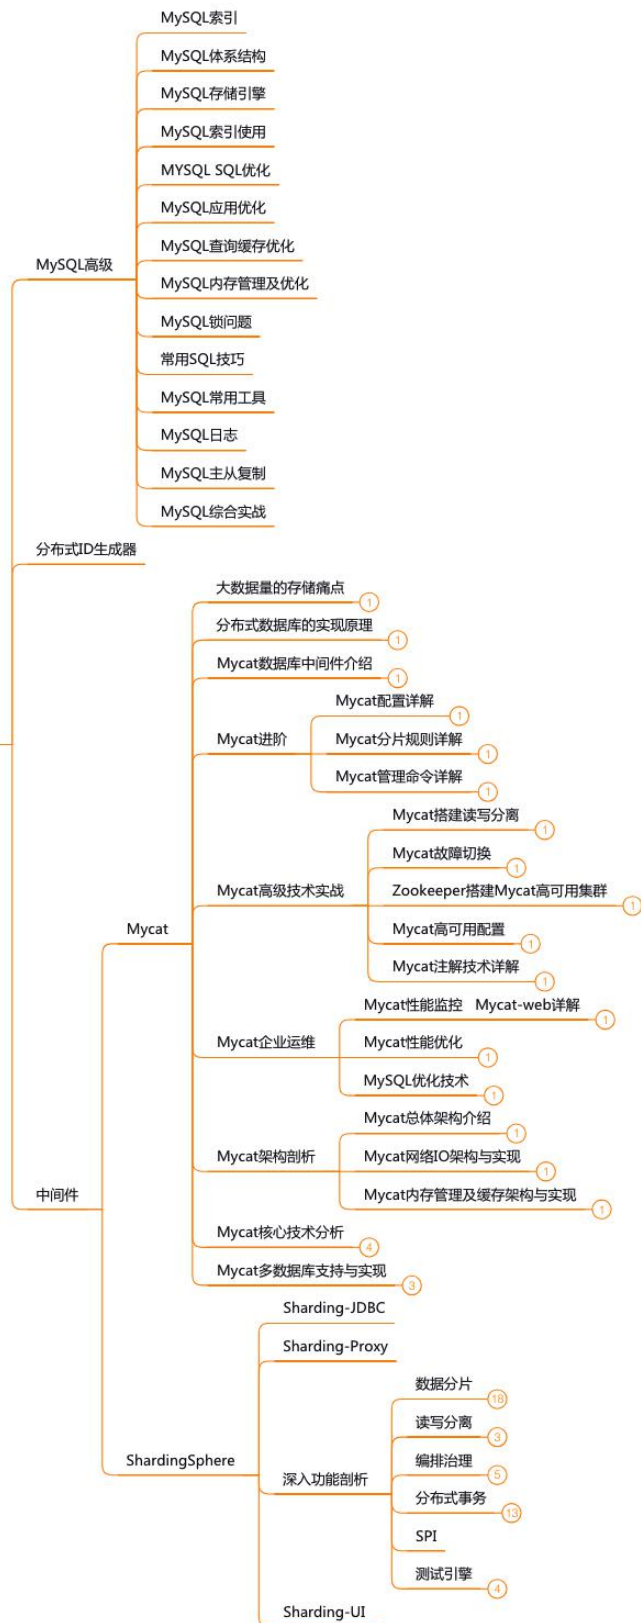 MySQL索引
MySQL体系结构
MySQL存储引擎
MySQL索引使用
MYSQL SQL优化
MySQL应用优化
MySQL查询缓存优化
MySQL高级
MySQL内存管理及优化
MySQL锁问题
常用SQL技巧
MySQL常用工具
MySQL日志
MySQL主从复制
MySQL综合实战
分布式ID生成器
大数据量的存储痛点 1
分布式数据库的实现原理 1
Mycat数据库中间件介绍 1
Mycat配置详解 1
Mycat进阶
Mycat分片规则详解 1
Mycat管理命令详解 1
Mycat搭建读写分离 1
Mycat故障切换 1
Mycat高级技术实战
Zookeeper搭建Mycat高可用集群 1
Mycat
Mycat高可用配置 1
Mycat注解技术详解 1
Mycat性能监控 Mycat-web详解 1
Mycat企业运维
Mycat性能优化 1
MySQL优化技术 1
Mycat总体架构介绍 1
Mycat架构剖析
Mycat网络IO架构与实现 1
中间件
Mycat内存管理及缓存架构与实现 1
Mycat核心技术分析 4
Mycat多数据库支持与实现 3
Sharding-JDBC
Sharding-Proxy
数据分片 18
读写分离 3
ShardingSphere
编排治理 5
深入功能剖析
分布式事务 13
SPI
测试引擎 4
Sharding-UI